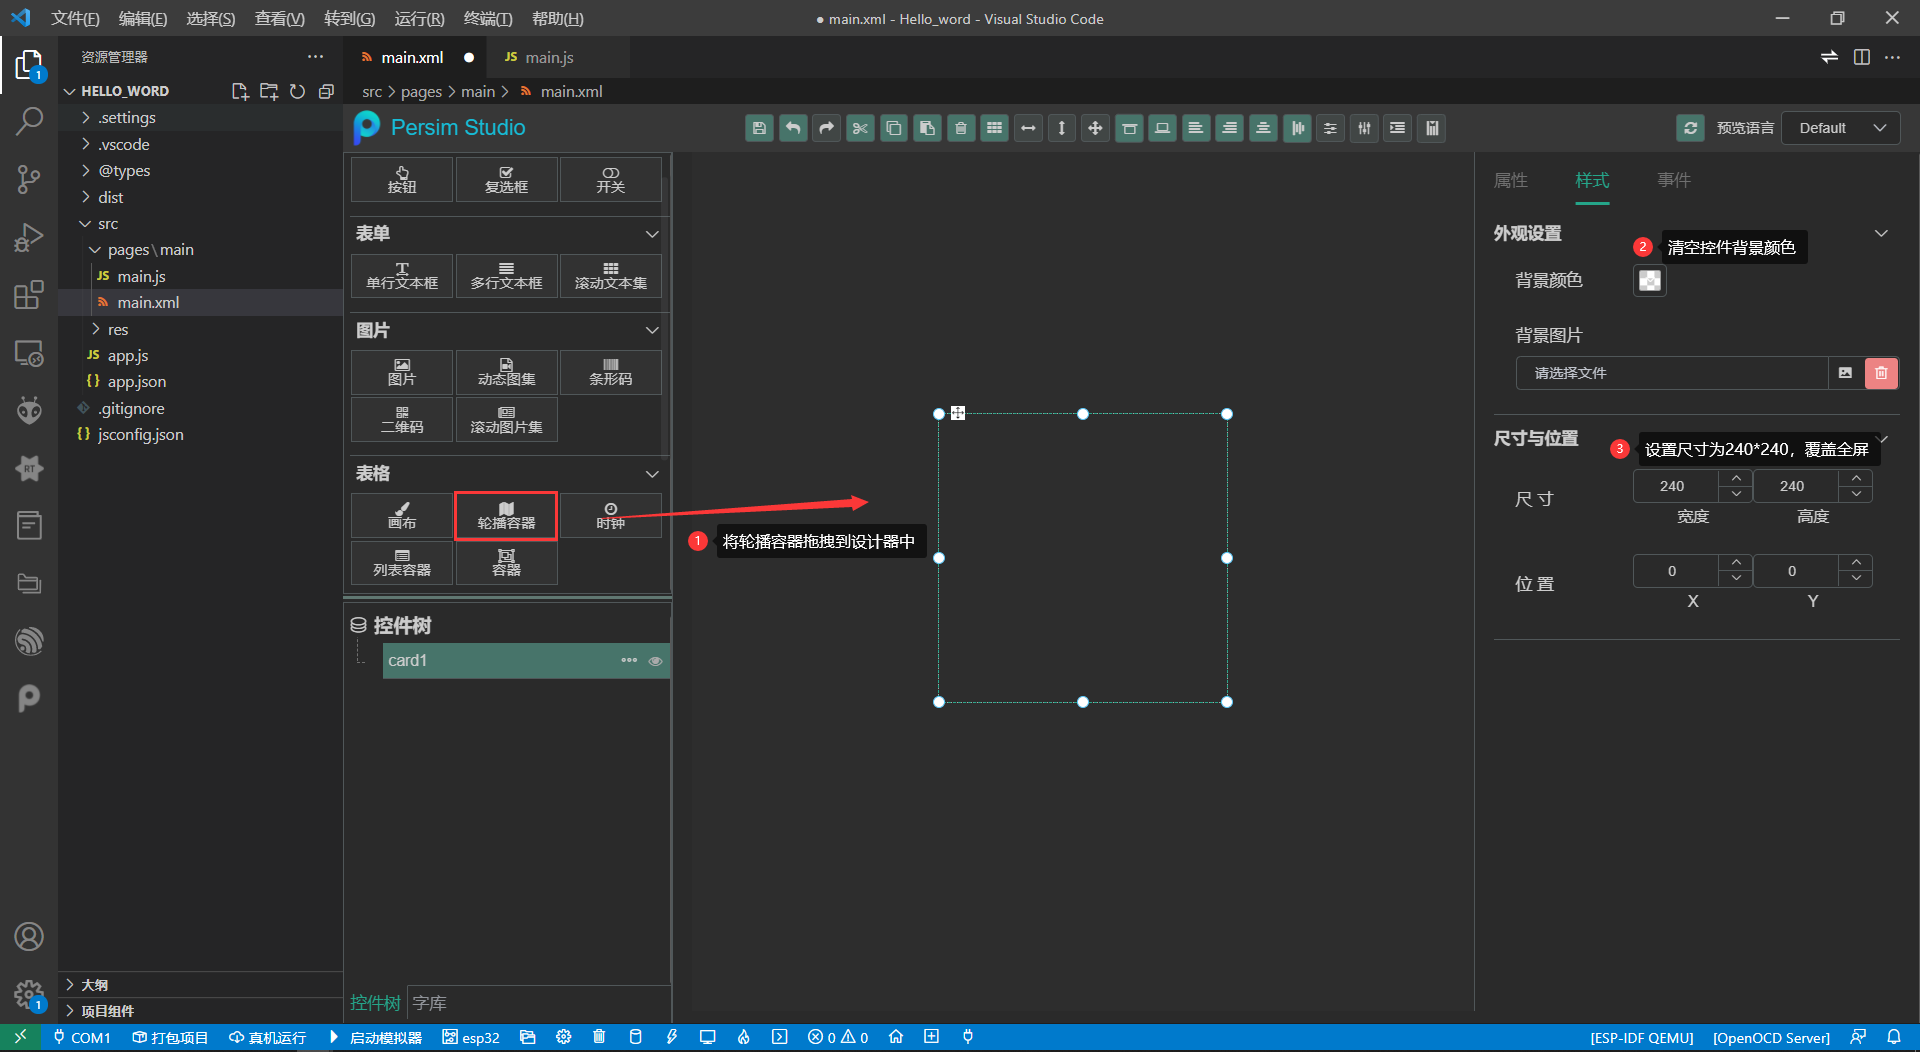 文件(F) 编辑(E) 选择(S) 查看(V) 转到(G) 运行(R) 终端(T) 帮助(H)
● main.xml - Hello_word - Visual Studio Code
资源管理器
main.xml
JS main.js
HELLO_WORD
src > pages > main > main.xml
.settings
.vscode
@types
dist
src
pages\main
JS main.js
main.xml
res
JS app.js
{} app.json
.gitignore
{} jsconfig.json
大纲
项目组件
1
RT
1
Persim Studio
预览语言
Default
按钮 复选框 开关
表单
单行文本框 多行文本框 滚动文本集
图片
图片 动态图集 条形码
二维码 滚动图片集
表格
画布 轮播容器 时钟
列表容器 容器
控件树
card1
控件树 字库
1 将轮播容器拖拽到设计器中
属性 样式 事件
外观设置
2 清空控件背景颜色
背景颜色
背景图片
请选择文件
尺寸与位置
3 设置尺寸为240*240，覆盖全屏
尺寸 240 240
宽度 高度
位置 0 0
X Y
COM1 打包项目 真机运行 启动模拟器 esp32 0 0 [ESP-IDF QEMU] [OpenOCD Server]